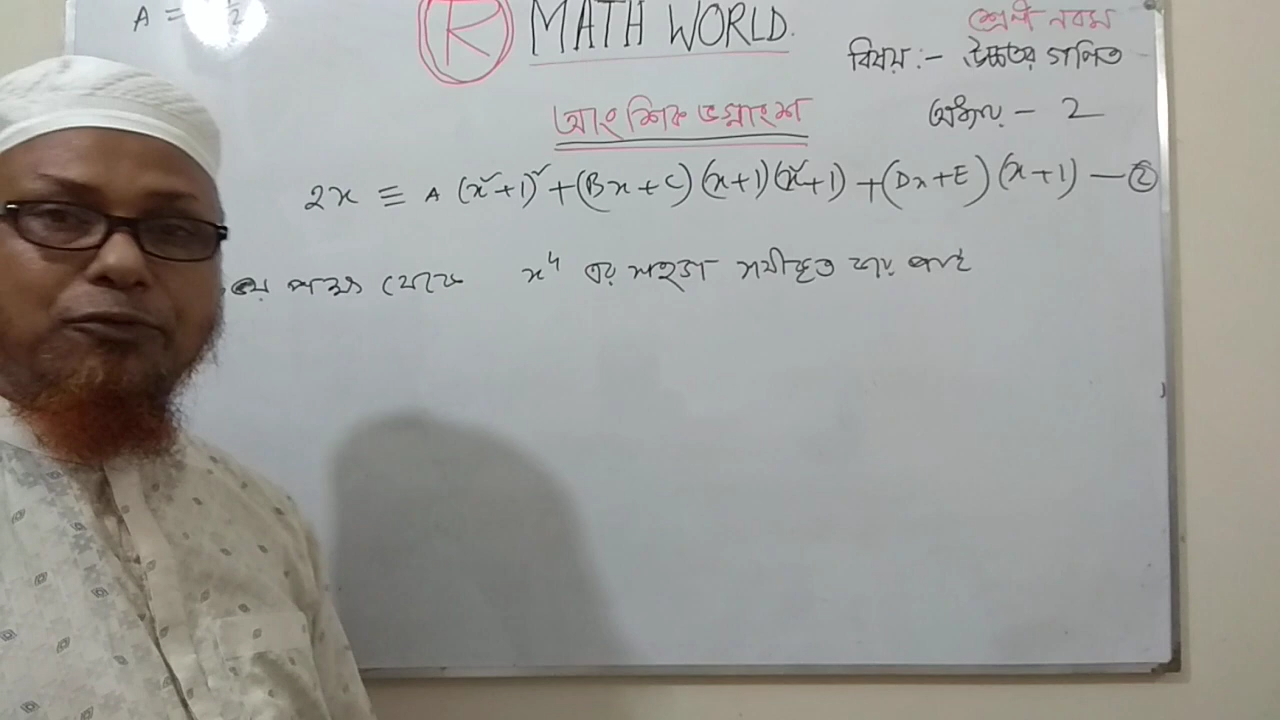 A =
R MATH WORLD.
শ্রেণী নবম
বিষয় :- উচ্চতর গণিত
আংশিক ভগ্নাংশ
অধ্যায় - 2
2x ≡ A (x²+1)² + (Bx + C) (x+1) (x²+1) + (Dx+E) (x+1) — ②
পক্ষ থেকে x⁴ এর সহগ সমীকৃত করে পাই